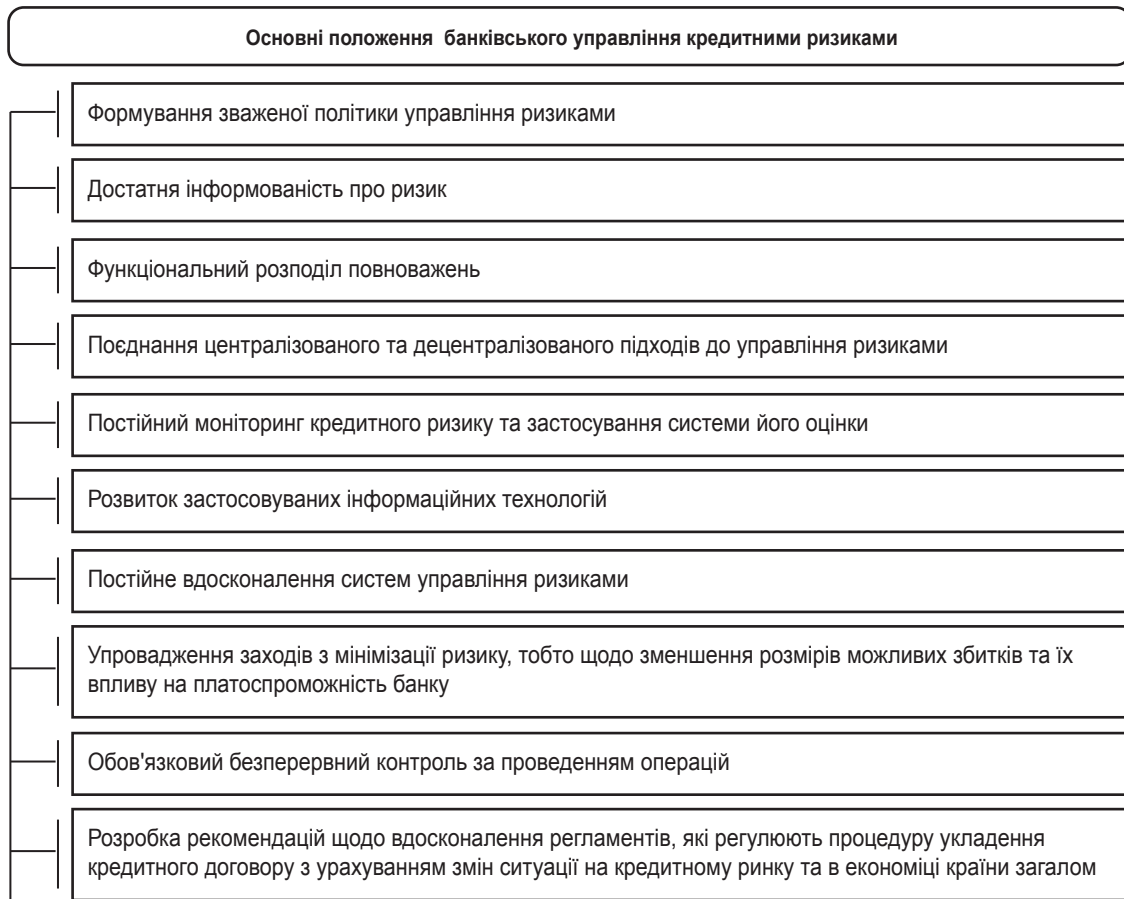 Основні положення банківського управління кредитними ризиками
Формування зваженої політики управління ризиками
Достатня інформованість про ризик
Функціональний розподіл повноважень
Поєднання централізованого та децентралізованого підходів до управління ризиками
Постійний моніторинг кредитного ризику та застосування системи його оцінки
Розвиток застосовуваних інформаційних технологій
Постійне вдосконалення систем управління ризиками
Упровадження заходів з мінімізації ризику, тобто щодо зменшення розмірів можливих збитків та їх
впливу на платоспроможність банку
Обов'язковий безперервний контроль за проведенням операцій
Розробка рекомендацій щодо вдосконалення регламентів, які регулюють процедуру укладення
кредитного договору з урахуванням змін ситуації на кредитному ринку та в економіці країни загалом